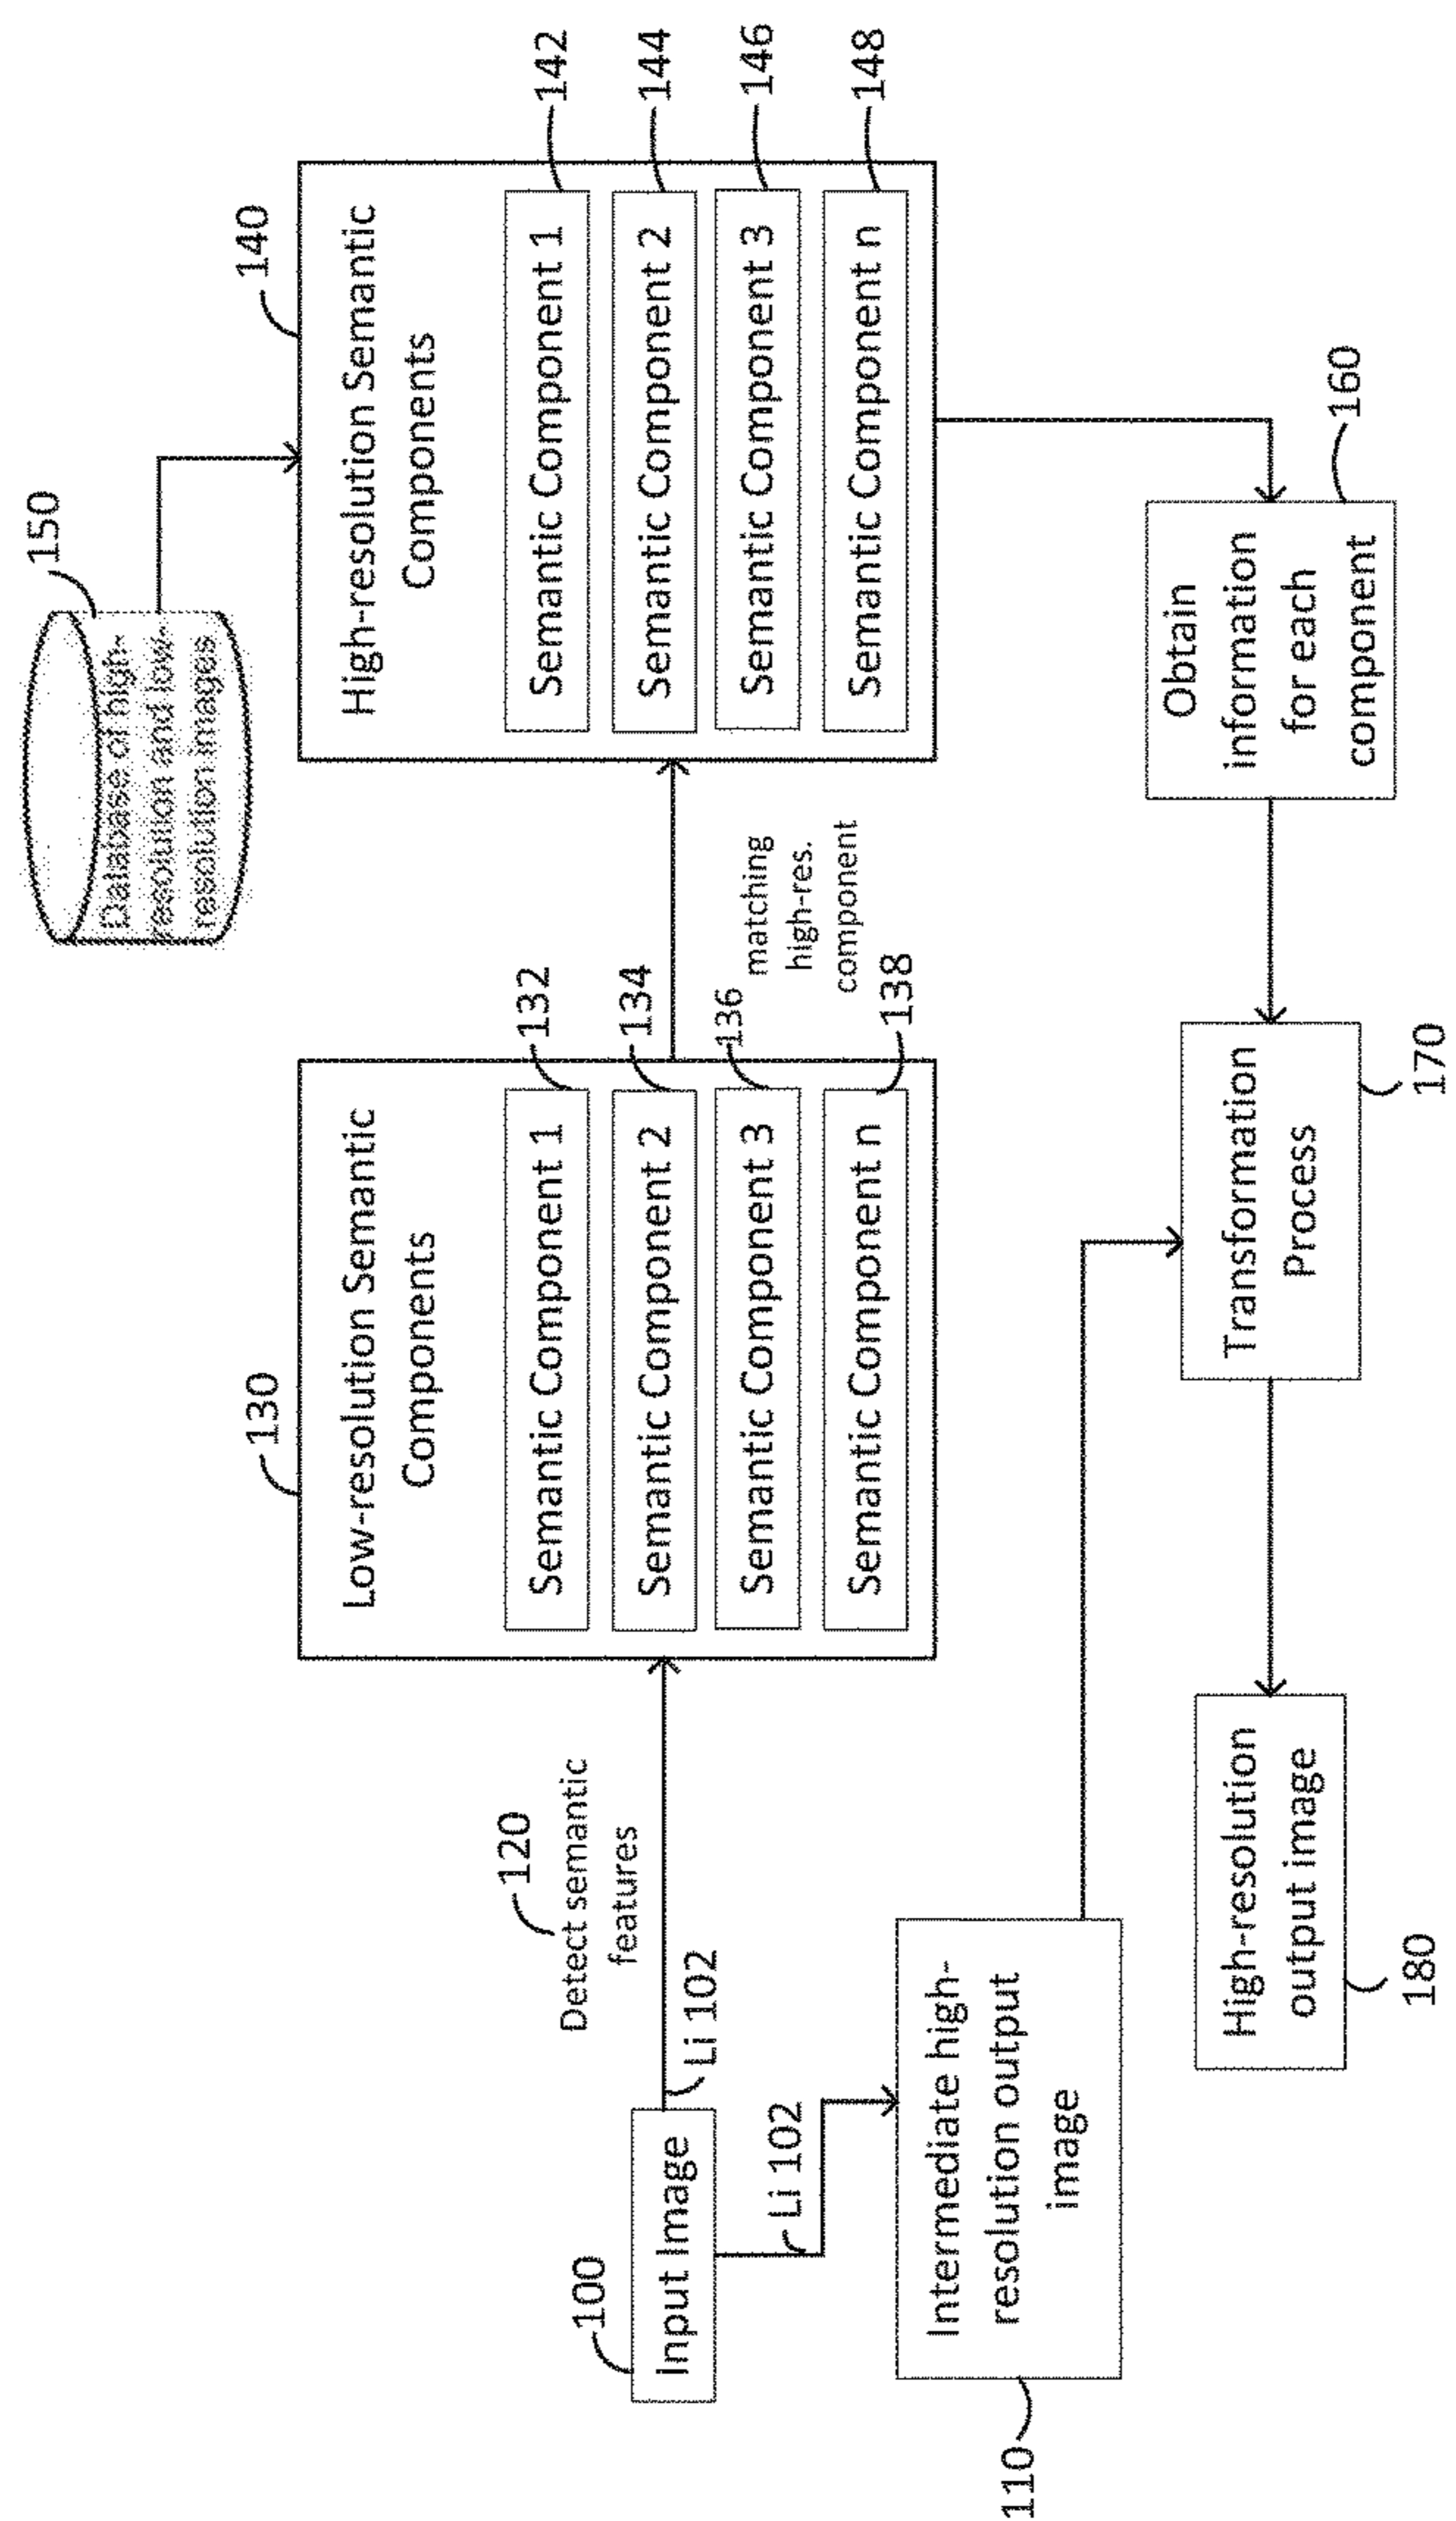 150
Database of high-
resolution and low-
resolution images
130
140
Low-resolution Semantic
Components
Semantic Component 1
132
Semantic Component 2
134
Semantic Component 3
136
Semantic Component n
138
matching
high-res.
component
High-resolution Semantic
Components
Semantic Component 1
142
Semantic Component 2
144
Semantic Component 3
146
Semantic Component n
148
120
Detect semantic
features
100
Input Image
Li 102
Li 102
110
Intermediate high-
resolution output
image
160
Obtain
information
for each
component
Transformation
Process
170
High-resolution
output image
180